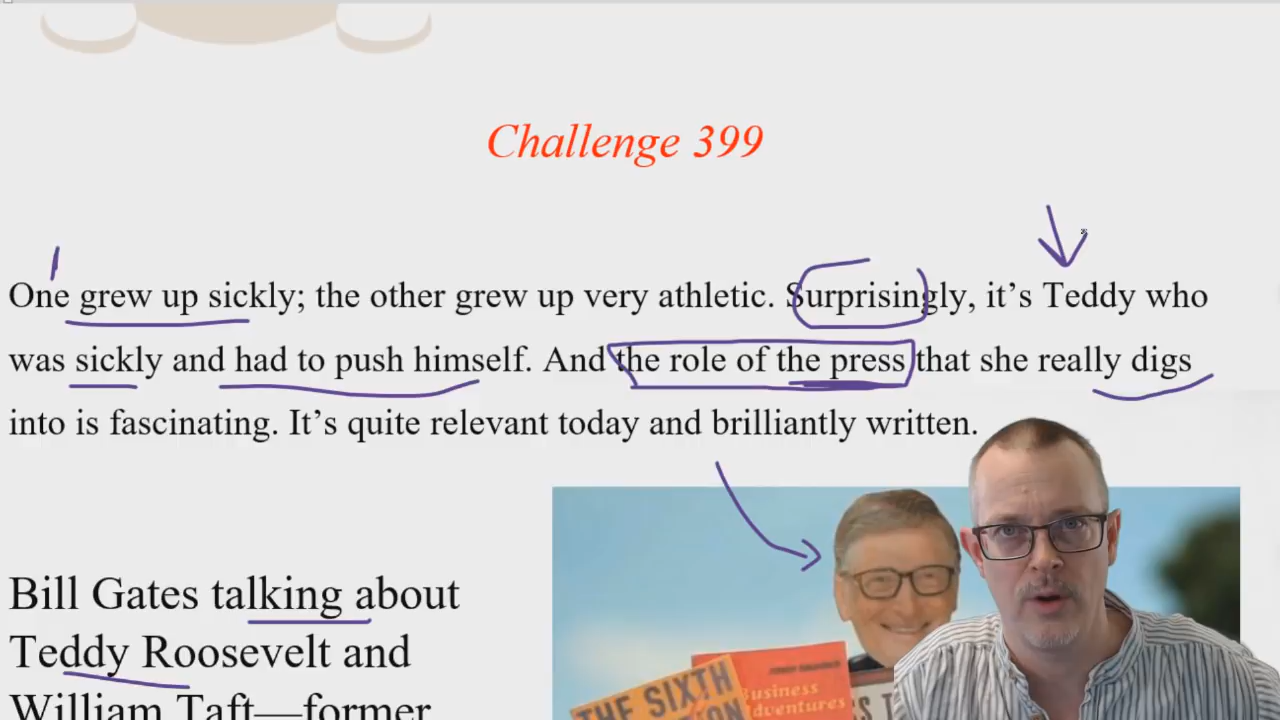 Challenge 399
One grew up sickly; the other grew up very athletic. Surprisingly, it’s Teddy who
was sickly and had to push himself. And the role of the press that she really digs
into is fascinating. It’s quite relevant today and brilliantly written.
Bill Gates talking about
Teddy Roosevelt and
William Taft—former
THE SIXTH
Business
Adventures